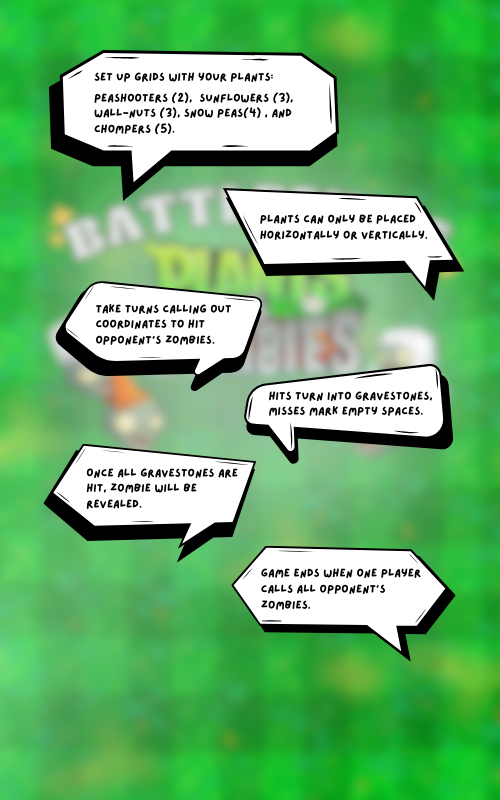 SET UP GRIDS WITH YOUR PLANTS:
PEASHOOTERS (2), SUNFLOWERS (3),
WALL-NUTS (3), SNOW PEAS(4) , AND
CHOMPERS (5).
PLANTS CAN ONLY BE PLACED
HORIZONTALLY OR VERTICALLY.
TAKE TURNS CALLING OUT
COORDINATES TO HIT
OPPONENT'S ZOMBIES.
HITS TURN INTO GRAVESTONES,
MISSES MARK EMPTY SPACES.
ONCE ALL GRAVESTONES ARE
HIT, ZOMBIE WILL BE
REVEALED.
GAME ENDS WHEN ONE PLAYER
CALLS ALL OPPONENT'S
ZOMBIES.